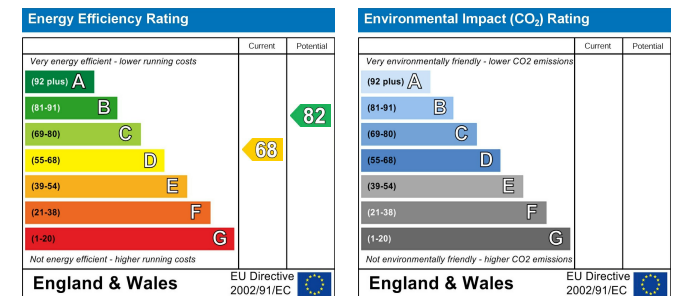 Energy Efficiency Rating
Current Potential
Very energy efficient - lower running costs
(92 plus) A
(81-91) B
82
(69-80) C
68
(55-68) D
(39-54) E
(21-38) F
(1-20) G
Not energy efficient - higher running costs
England & Wales
EU Directive
2002/91/EC
Environmental Impact (CO₂) Rating
Current Potential
Very environmentally friendly - lower CO2 emissions
(92 plus) A
(81-91) B
(69-80) C
(55-68) D
(39-54) E
(21-38) F
(1-20) G
Not environmentally friendly - higher CO2 emissions
England & Wales
EU Directive
2002/91/EC